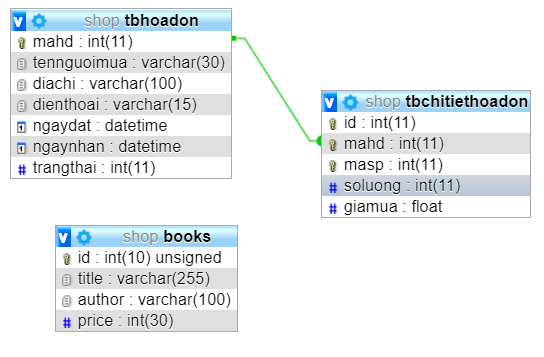 shop tbhoadon
mahd : int(11)
tennguoimua : varchar(30)
diachi : varchar(100)
dienthoai : varchar(15)
ngaydat : datetime
ngaynhan : datetime
trangthai : int(11)
shop tbchitiethoadon
id : int(11)
mahd : int(11)
masp : int(11)
soluong : int(11)
giamua : float
shop books
id : int(10) unsigned
title : varchar(255)
author : varchar(100)
price : int(30)